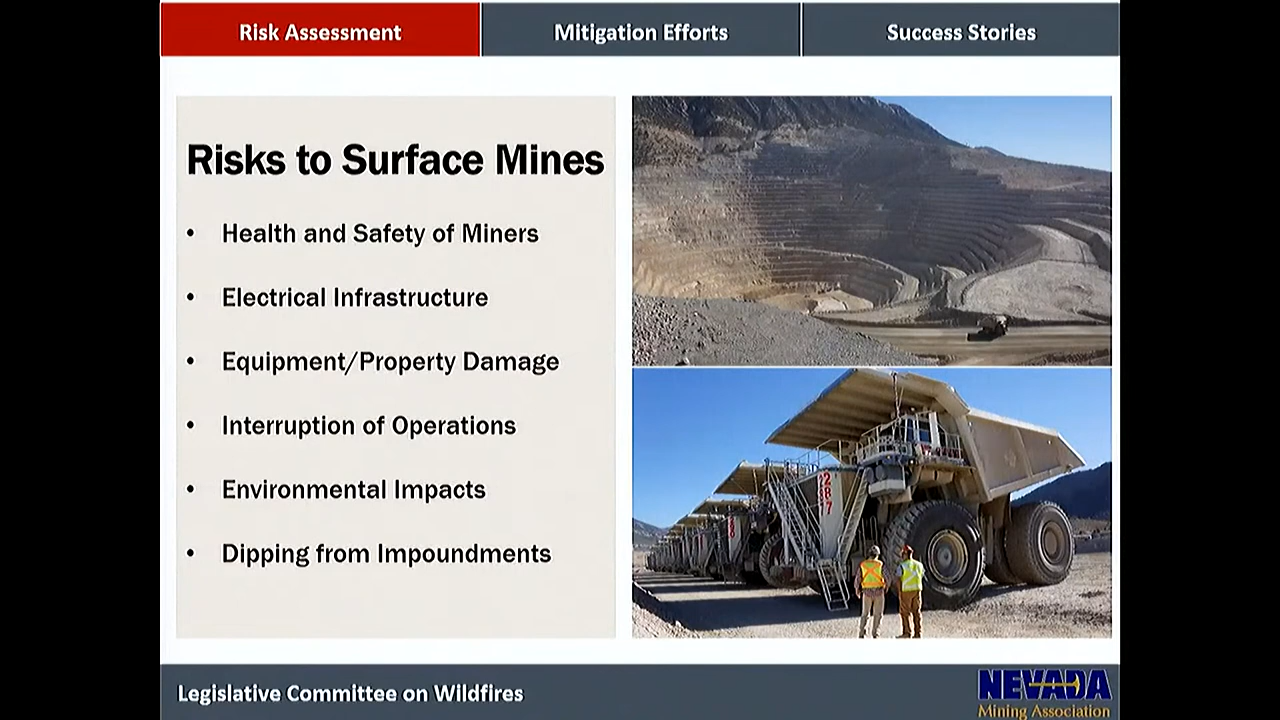 Risk Assessment
Mitigation Efforts
Success Stories
Risks to Surface Mines
• Health and Safety of Miners
• Electrical Infrastructure
• Equipment/Property Damage
• Interruption of Operations
• Environmental Impacts
• Dipping from Impoundments
287
Legislative Committee on Wildfires
NEVADA
Mining Association